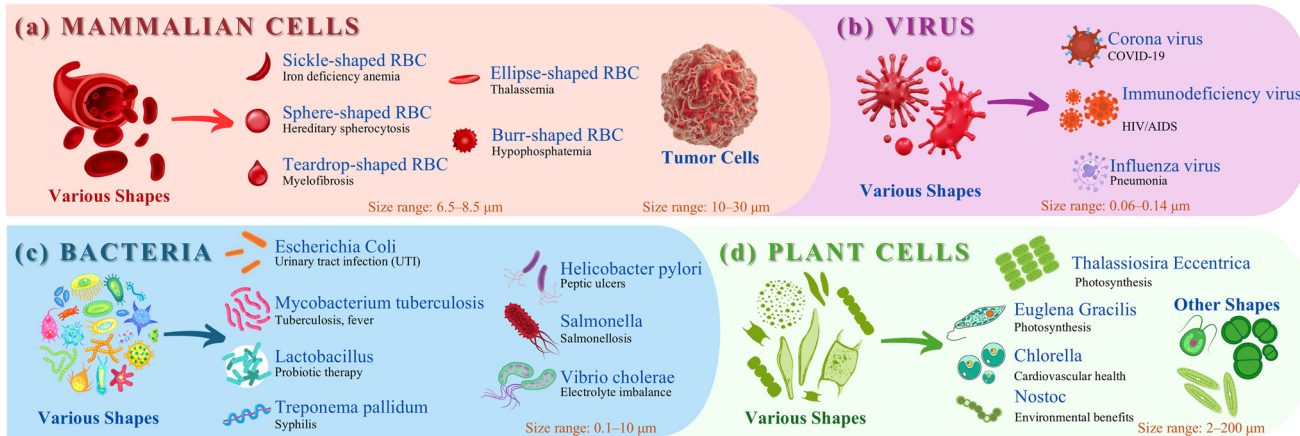 (a) MAMMALIAN CELLS
Sickle-shaped RBC
Iron deficiency anemia
Sphere-shaped RBC
Hereditary spherocytosis
Teardrop-shaped RBC
Myelofibrosis
Ellipse-shaped RBC
Thalassemia
Burr-shaped RBC
Hypophosphatemia
Tumor Cells
Various Shapes
Size range: 6.5–8.5 μm
Size range: 10–30 μm
(b) VIRUS
Corona virus
COVID-19
Immunodeficiency virus
HIV/AIDS
Influenza virus
Pneumonia
Various Shapes
Size range: 0.06–0.14 μm
(c) BACTERIA
Escherichia Coli
Urinary tract infection (UTI)
Mycobacterium tuberculosis
Tuberculosis, fever
Lactobacillus
Probiotic therapy
Treponema pallidum
Syphilis
Helicobacter pylori
Peptic ulcers
Salmonella
Salmonellosis
Vibrio cholerae
Electrolyte imbalance
Various Shapes
Size range: 0.1–10 μm
(d) PLANT CELLS
Thalassiosira Eccentrica
Photosynthesis
Euglena Gracilis
Photosynthesis
Chlorella
Cardiovascular health
Nostoc
Environmental benefits
Other Shapes
Various Shapes
Size range: 2–200 μm